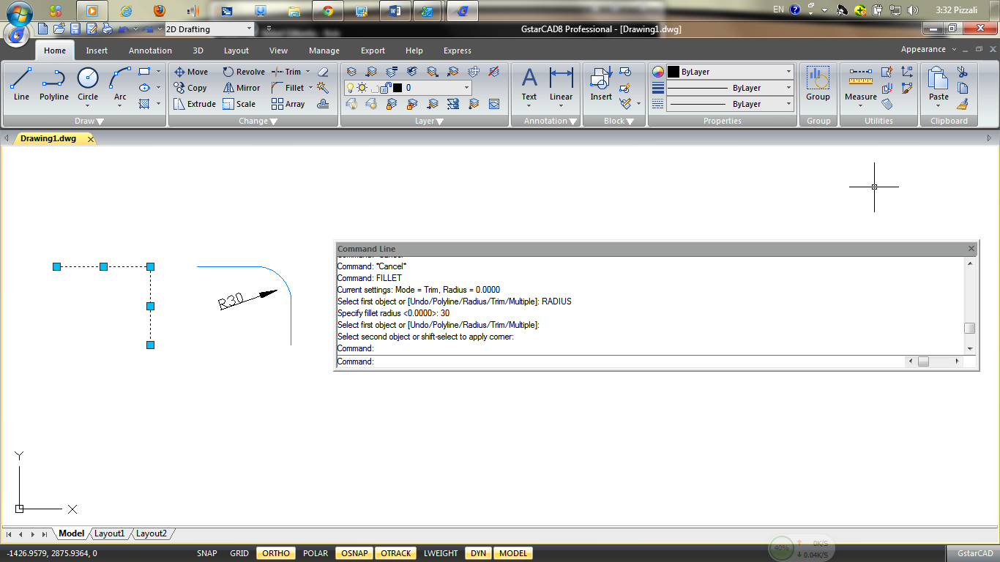 EN
3:32 Pizzali
2D Drafting
GstarCAD8 Professional - [Drawing1.dwg]
Home Insert Annotation 3D Layout View Manage Export Help Express
Appearance
Line Polyline Circle Arc
Move Revolve Trim
Copy Mirror Fillet
Extrude Scale Array
0
Text Linear
Insert
ByLayer
ByLayer
ByLayer
Group
Measure
Paste
Draw
Change
Layer
Annotation
Block
Properties
Group
Utilities
Clipboard
Drawing1.dwg
R30
Command Line
Command: *Cancel*
Command: FILLET
Current settings: Mode = Trim, Radius = 0.0000
Select first object or [Undo/Polyline/Radius/Trim/Multiple]: RADIUS
Specify fillet radius <0.0000>: 30
Select first object or [Undo/Polyline/Radius/Trim/Multiple]:
Select second object or shift-select to apply corner:
Command:
Command:
Y
X
Model Layout1 Layout2
-1426.9579, 2875.9364, 0
SNAP GRID ORTHO POLAR OSNAP OTRACK LWEIGHT DYN MODEL
40%
0K/S
0.04K/S
GstarCAD